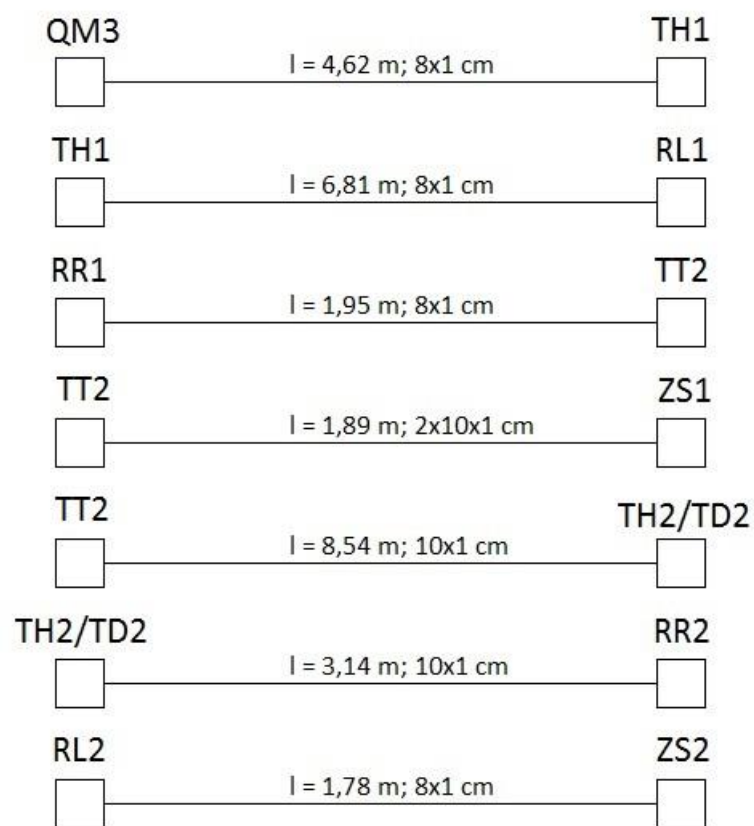 QM3 TH1
l = 4,62 m; 8x1 cm
TH1 RL1
l = 6,81 m; 8x1 cm
RR1 TT2
l = 1,95 m; 8x1 cm
TT2 ZS1
l = 1,89 m; 2x10x1 cm
TT2 TH2/TD2
l = 8,54 m; 10x1 cm
TH2/TD2 RR2
l = 3,14 m; 10x1 cm
RL2 ZS2
l = 1,78 m; 8x1 cm